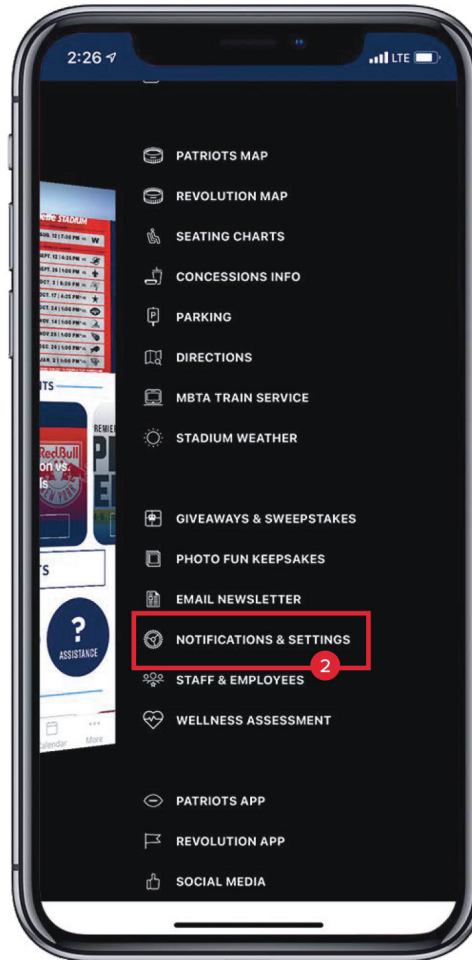 2:26
LTE
PATRIOTS MAP
REVOLUTION MAP
SEATING CHARTS
CONCESSIONS INFO
PARKING
DIRECTIONS
MBTA TRAIN SERVICE
STADIUM WEATHER
GIVEAWAYS & SWEEPSTAKES
PHOTO FUN KEEPSAKES
EMAIL NEWSLETTER
NOTIFICATIONS & SETTINGS
2
STAFF & EMPLOYEES
WELLNESS ASSESSMENT
PATRIOTS APP
REVOLUTION APP
SOCIAL MEDIA
STADIUM
W
RedBull
NEW YORK
?
ASSISTANCE
More